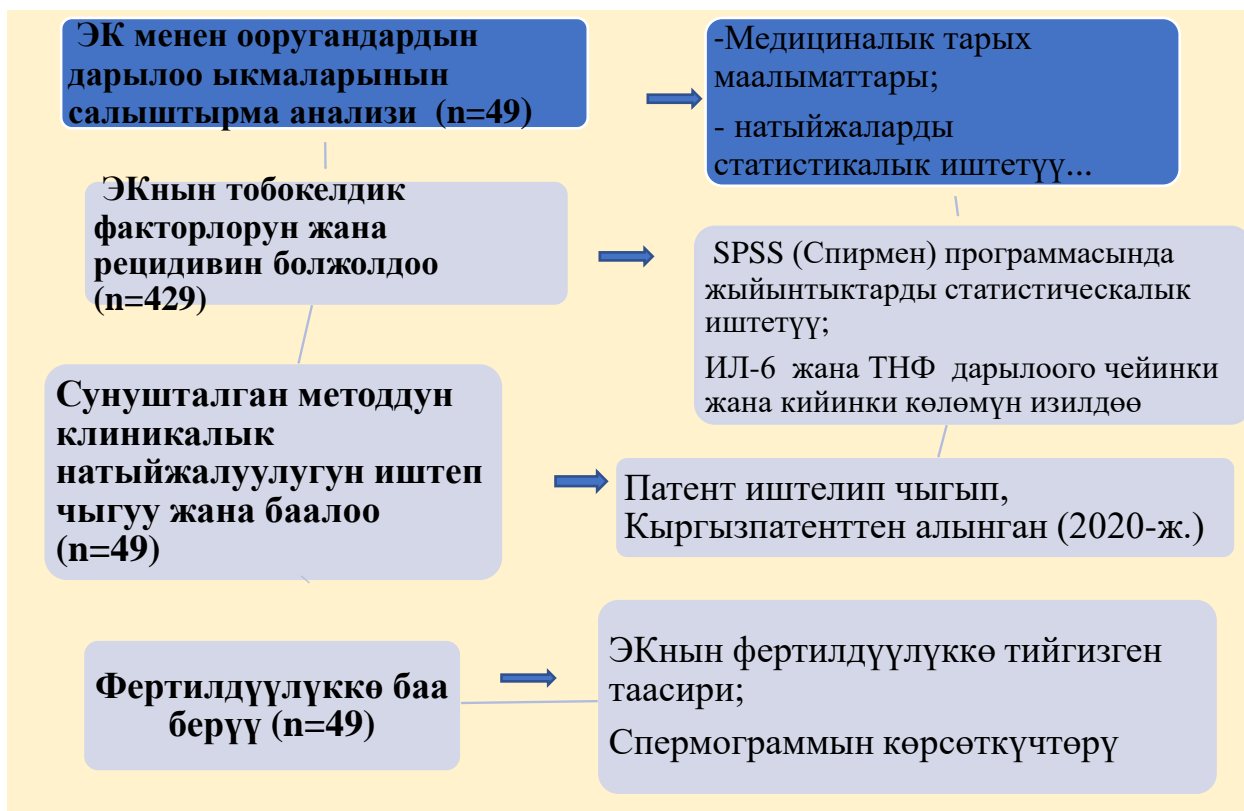 ЭК менен ооругандардын
дарылоо ыкмаларынын
салыштырма анализи (n=49)
-Медициналык тарых
маалыматтары;
- натыйжаларды
статистикалык иштетүү...
ЭКнын тобокелдик
факторлорун жана
рецидивин болжолдоо
(n=429)
SPSS (Спирмен) программасында
жыйынтыктарды статистическалык
иштетүү;
ИЛ-6 жана ТНФ дарылоого чейинки
жана кийинки көлөмүн изилдөө
Сунушталган методдун
клиникалык
натыйжалуулугун иштеп
чыгуу жана баалоо
(n=49)
Патент иштелип чыгып,
Кыргызпатенттен алынган (2020-ж.)
Фертилдүүлүккө баа
берүү (n=49)
ЭКнын фертилдүүлүккө тийгизген
таасири;
Спермограммын көрсөткүчтөрү